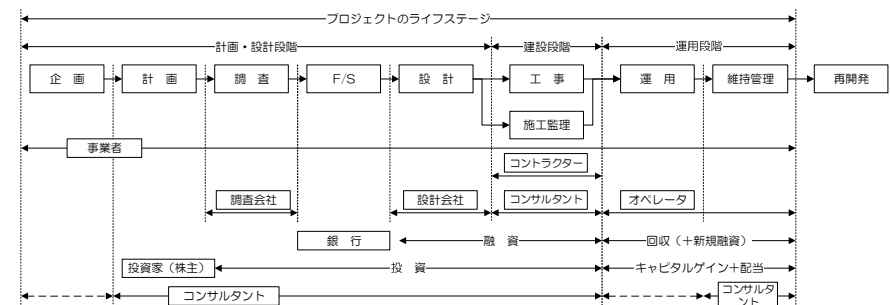 プロジェクトのライフステージ
計画・設計段階 建設段階 運用段階
企 画 計 画 調 査 F/S 設 計 工 事 運 用 維持管理 再開発
施工監理
事業者
コントラクター
調査会社 設計会社 コンサルタント オペレータ
銀 行 融 資 回収（＋新規融資）
投資家（株主） 投 資 キャピタルゲイン＋配当
コンサルタント コンサルタ
ント